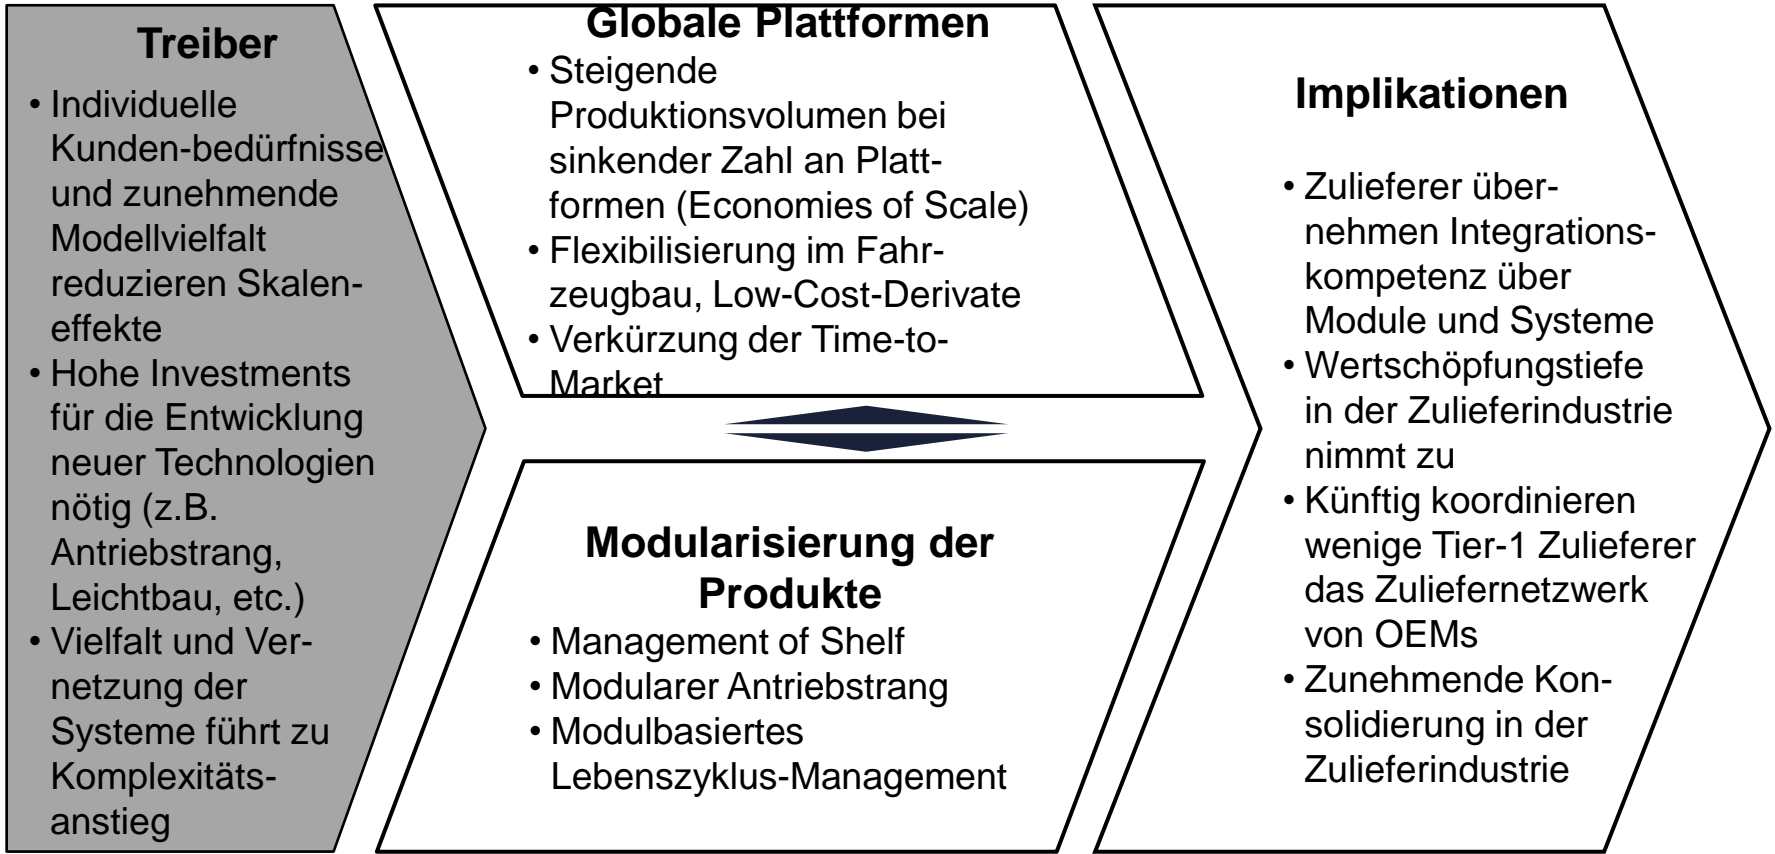 Treiber
• Individuelle
Kunden-bedürfnisse
und zunehmende
Modellvielfalt
reduzieren Skalen-
effekte
• Hohe Investments
für die Entwicklung
neuer Technologien
nötig (z.B.
Antriebstrang,
Leichtbau, etc.)
• Vielfalt und Ver-
netzung der
Systeme führt zu
Komplexitäts-
anstieg
Globale Plattformen
• Steigende
Produktionsvolumen bei
sinkender Zahl an Platt-
formen (Economies of Scale)
• Flexibilisierung im Fahr-
zeugbau, Low-Cost-Derivate
• Verkürzung der Time-to-
Market
Modularisierung der
Produkte
• Management of Shelf
• Modularer Antriebstrang
• Modulbasiertes
Lebenszyklus-Management
Implikationen
• Zulieferer über-
nehmen Integrations-
kompetenz über
Module und Systeme
• Wertschöpfungstiefe
in der Zulieferindustrie
nimmt zu
• Künftig koordinieren
wenige Tier-1 Zulieferer
das Zuliefernetzwerk
von OEMs
• Zunehmende Kon-
solidierung in der
Zulieferindustrie